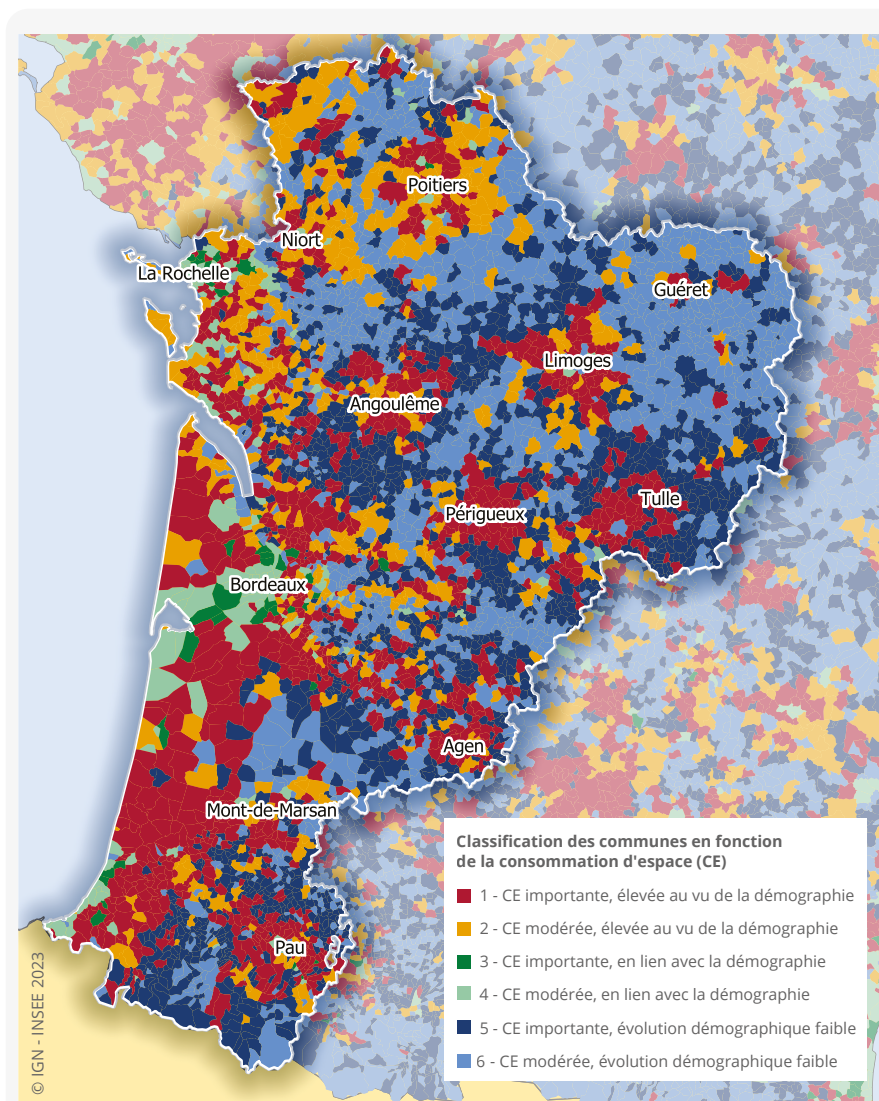 Poitiers
Niort
La Rochelle
Guéret
Limoges
Angoulême
Tulle
Périgueux
Bordeaux
Agen
Mont-de-Marsan
Pau
Classification des communes en fonction
de la consommation d'espace (CE)
1 - CE importante, élevée au vu de la démographie
2 - CE modérée, élevée au vu de la démographie
3 - CE importante, en lien avec la démographie
4 - CE modérée, en lien avec la démographie
5 - CE importante, évolution démographique faible
6 - CE modérée, évolution démographique faible
© IGN - INSEE 2023